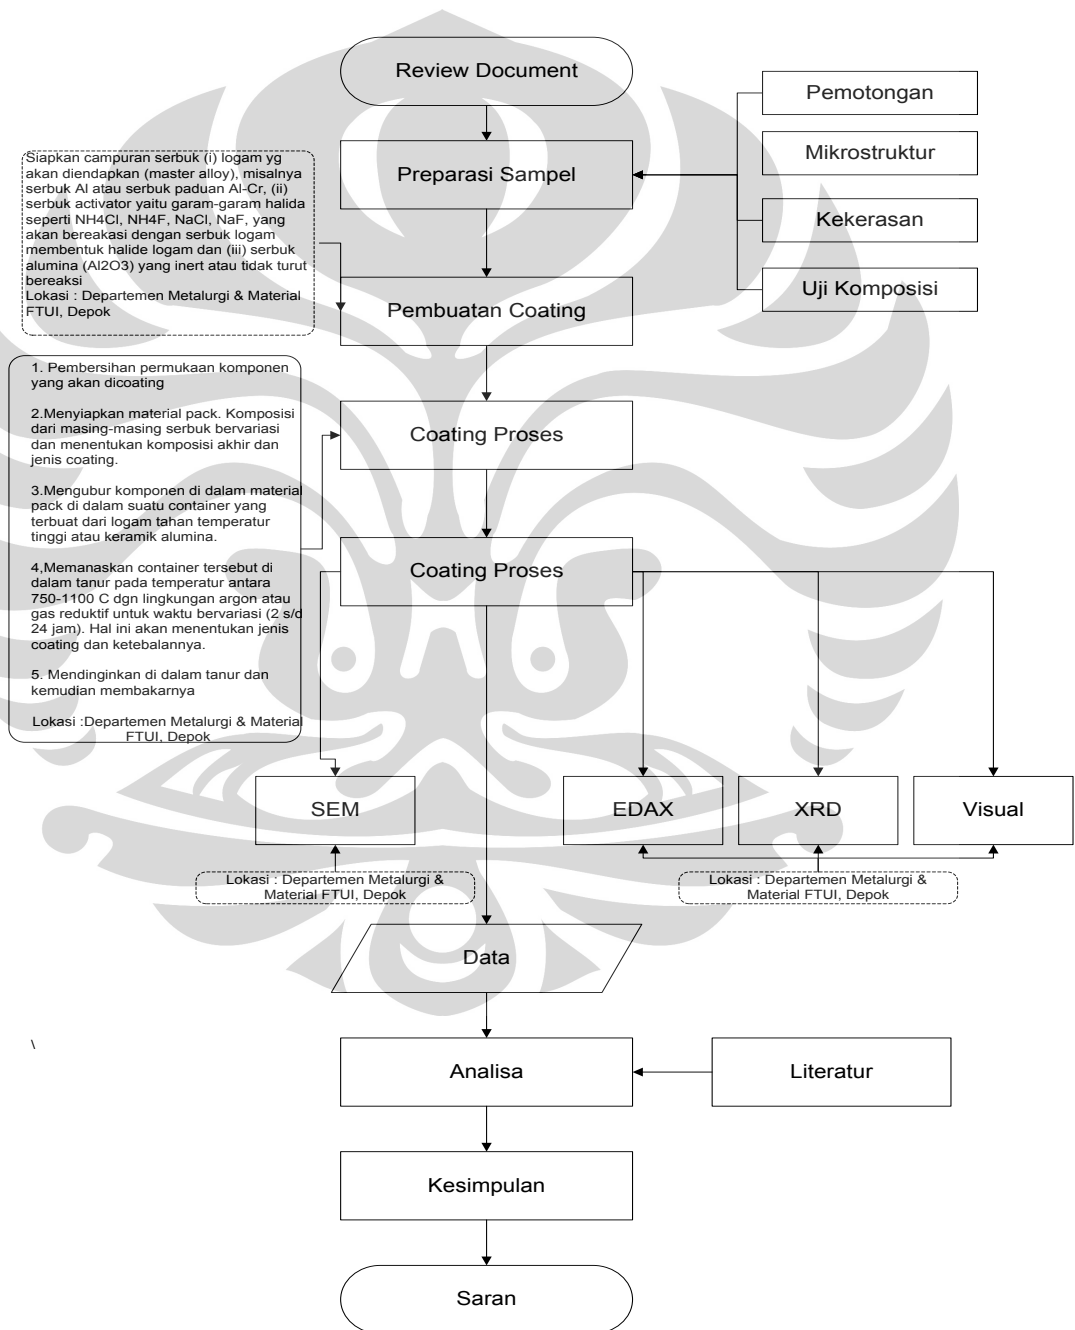 Review Document
Pemotongan
Mikrostruktur
Kekerasan
Uji Komposisi
Preparasi Sampel
Siapkan campuran serbuk (i) logam yg
akan diendapkan (master alloy), misalnya
serbuk Al atau serbuk paduan Al-Cr, (ii)
serbuk activator yaitu garam-garam halida
seperti NH4Cl, NH4F, NaCl, NaF, yang
akan bereakasi dengan serbuk logam
membentuk halide logam dan (iii) serbuk
alumina (Al2O3) yang inert atau tidak turut
bereaksi
Lokasi : Departemen Metalurgi & Material
FTUI, Depok
Pembuatan Coating
1. Pembersihan permukaan komponen
yang akan dicoating
2.Menyiapkan material pack. Komposisi
dari masing-masing serbuk bervariasi
dan menentukan komposisi akhir dan
jenis coating.
3.Mengubur komponen di dalam material
pack di dalam suatu container yang
terbuat dari logam tahan temperatur
tinggi atau keramik alumina.
4,Memanaskan container tersebut di
dalam tanur pada temperatur antara
750-1100 C dgn lingkungan argon atau
gas reduktif untuk waktu bervariasi (2 s/d
24 jam). Hal ini akan menentukan jenis
coating dan ketebalannya.
5. Mendinginkan di dalam tanur dan
kemudian membakarnya
Lokasi :Departemen Metalurgi & Material
FTUI, Depok
Coating Proses
Coating Proses
SEM
EDAX
XRD
Visual
Lokasi : Departemen Metalurgi &
Material FTUI, Depok
Lokasi : Departemen Metalurgi &
Material FTUI, Depok
Data
\
Analisa
Literatur
Kesimpulan
Saran